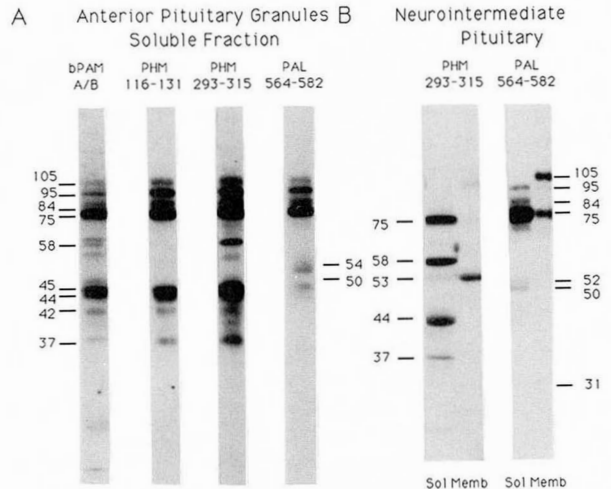 A
Anterior Pituitary Granules
Soluble Fraction
bPAM
A/B
PHM
116-131
PHM
293-315
PAL
564-582
105
95
84
75
58
45
44
42
37
54
50
B
Neurointermediate
Pituitary
PHM
293-315
PAL
564-582
75
58
53
44
37
105
95
84
75
52
50
31
Sol Memb
Sol Memb